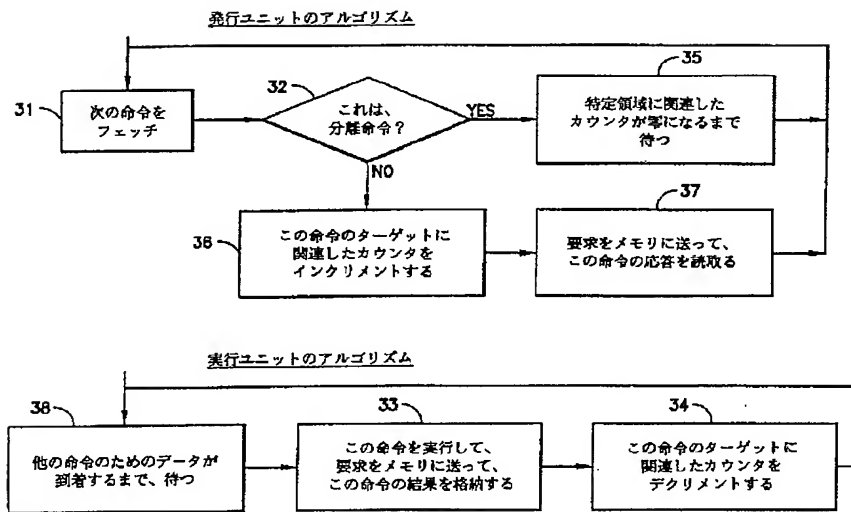 発行ユニットのアルゴリズム
31
次の命令を
フェッチ
32
これは、
分離命令?
YES
NO
35
特定領域に関連した
カウンタが零になるまで
待つ
36
この命令のターゲットに
関連したカウンタを
インクリメントする
37
要求をメモリに送って、
この命令の応答を読取る
実行ユニットのアルゴリズム
38
他の命令のためのデータが
到着するまで、待つ
33
この命令を実行して、
要求をメモリに送って、
この命令の結果を格納する
34
この命令のターゲットに
関連したカウンタを
デクリメントする